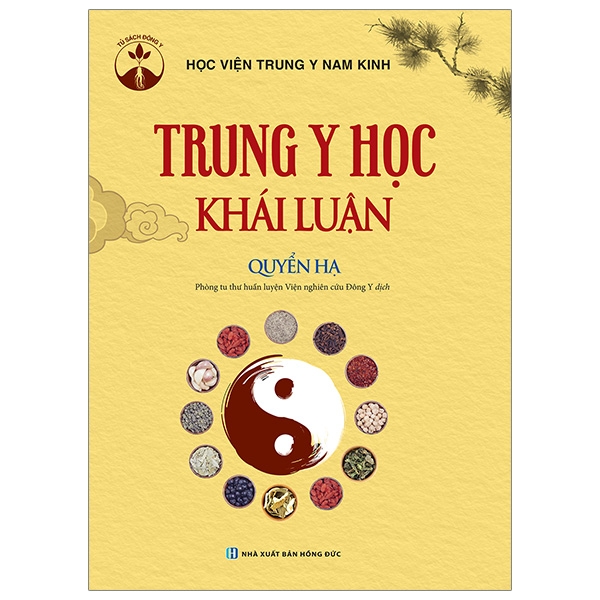 TỦ SÁCH ĐÔNG Y
HỌC VIỆN TRUNG Y NAM KINH
TRUNG Y HỌC
KHÁI LUẬN
QUYỂN HẠ
Phòng tu thư huấn luyện Viện nghiên cứu Đông Y dịch
NHÀ XUẤT BẢN HỒNG ĐỨC